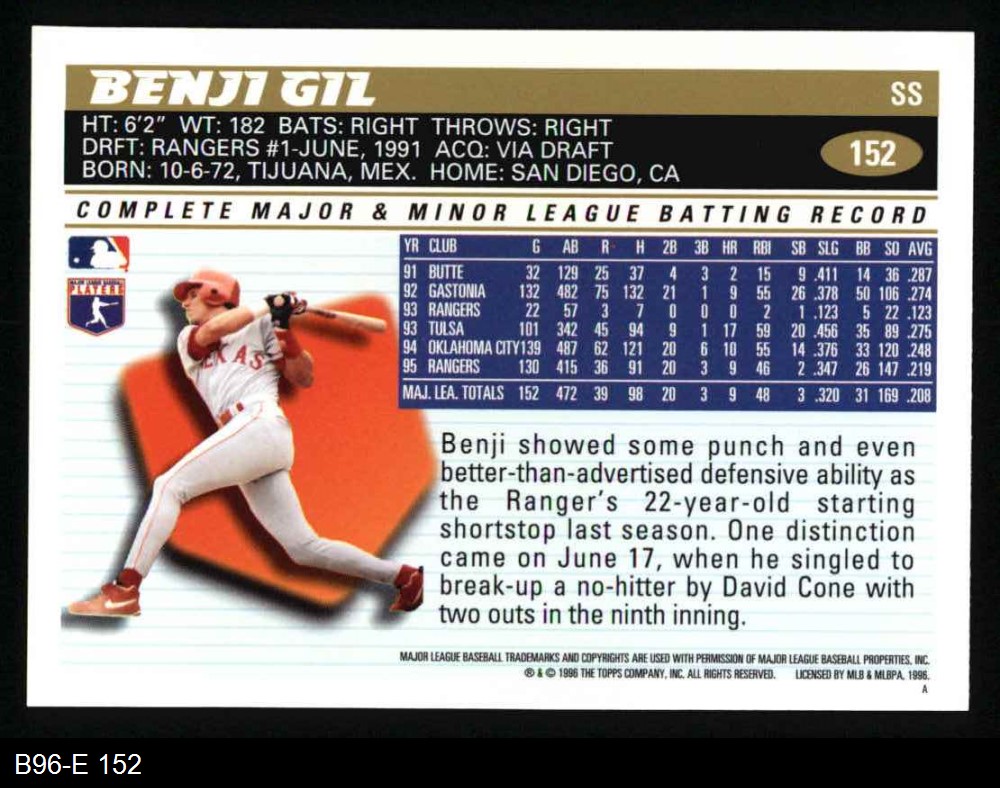 BENJI GIL SS
HT: 6'2" WT: 182 BATS: RIGHT THROWS: RIGHT
DRFT: RANGERS #1-JUNE, 1991 ACQ: VIA DRAFT
BORN: 10-6-72, TIJUANA, MEX. HOME: SAN DIEGO, CA
152
COMPLETE MAJOR & MINOR LEAGUE BATTING RECORD
YR CLUB G AB R H 2B 3B HR RBI SB SLG BB SO AVG
91 BUTTE 32 129 25 37 4 3 2 15 9 .411 14 36 .287
92 GASTONIA 132 482 75 132 21 1 9 55 26 .378 50 106 .274
93 RANGERS 22 57 3 7 0 0 0 2 1 .123 5 22 .123
93 TULSA 101 342 45 94 9 1 17 59 20 .456 35 89 .275
94 OKLAHOMA CITY 139 487 62 121 20 6 10 55 14 .376 33 120 .248
95 RANGERS 130 415 36 91 20 3 9 46 2 .347 26 147 .219
MAJ. LEA. TOTALS 152 472 39 98 20 3 9 48 3 .320 31 169 .208
MAJOR LEAGUE BASEBALL
PLAYERS
TEXAS
Benji showed some punch and even
better-than-advertised defensive ability as
the Ranger's 22-year-old starting
shortstop last season. One distinction
came on June 17, when he singled to
break-up a no-hitter by David Cone with
two outs in the ninth inning.
MAJOR LEAGUE BASEBALL TRADEMARKS AND COPYRIGHTS ARE USED WITH PERMISSION OF MAJOR LEAGUE BASEBALL PROPERTIES, INC.
® & © 1996 THE TOPPS COMPANY, INC. ALL RIGHTS RESERVED. LICENSED BY MLB & MLBPA, 1996.
A
B96-E 152